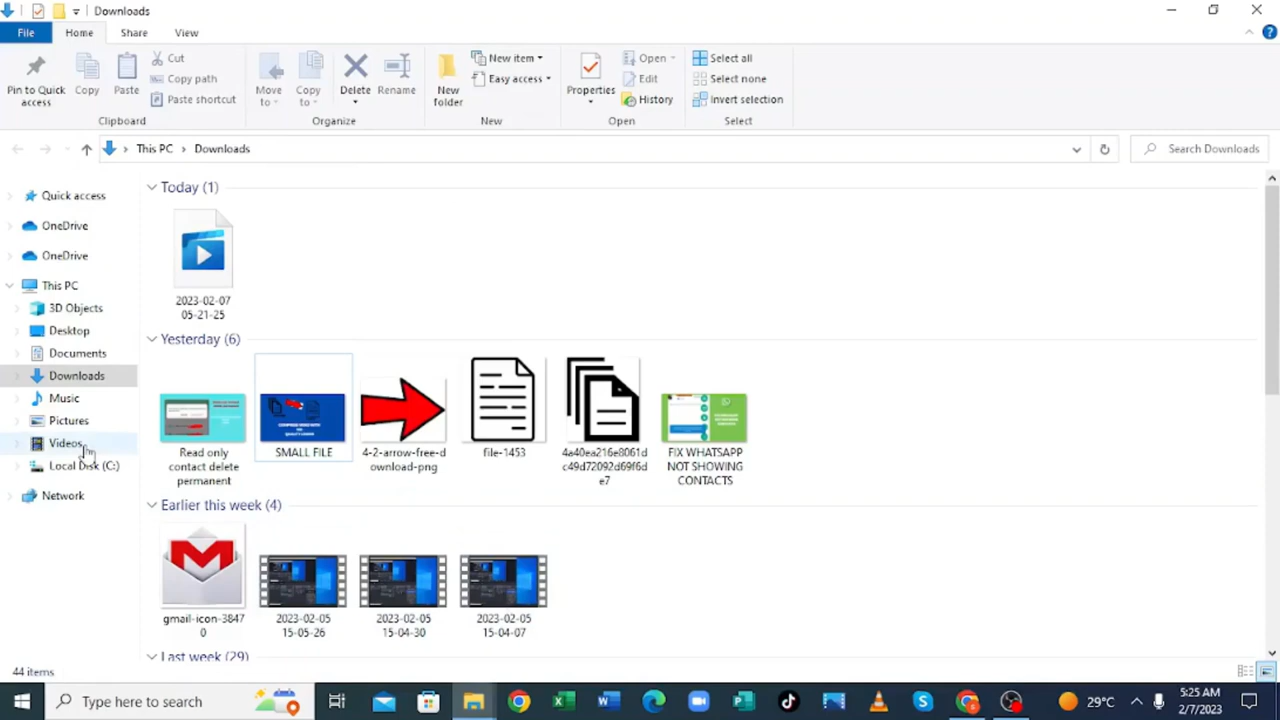 Downloads
File Home Share View
Pin to Quick access
Copy
Paste
Cut
Copy path
Paste shortcut
Clipboard
Move to
Copy to
Delete
Rename
Organize
New folder
New item
Easy access
New
Properties
Open
Edit
History
Open
Select all
Select none
Invert selection
Select
This PC > Downloads
Search Downloads
Quick access
OneDrive
OneDrive
This PC
3D Objects
Desktop
Documents
Downloads
Music
Pictures
Videos
Local Disk (C:)
Network
Today (1)
2023-02-07
05-21-25
Yesterday (6)
Read only
contact delete
permanent
SMALL FILE
4-2-arrow-free-d
ownload-png
file-1453
4a40ea216e8061d
c49d72092d69f6d
e7
FIX WHATSAPP
NOT SHOWING
CONTACTS
Earlier this week (4)
gmail-icon-3847
0
2023-02-05
15-05-26
2023-02-05
15-04-30
2023-02-05
15-04-07
Last week (29)
44 items
Type here to search
29°C
5:25 AM
2/7/2023